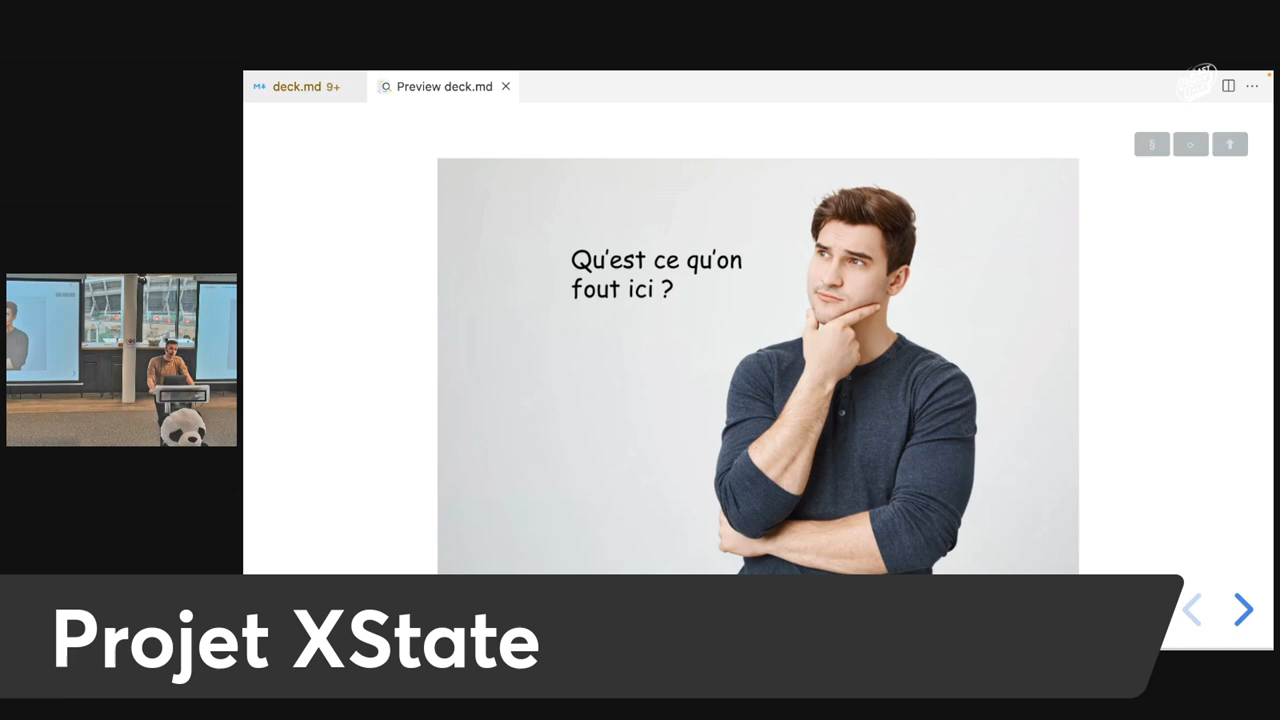 deck.md 9+
Preview deck.md
§
Qu'est ce qu'on
fout ici ?
Projet XState